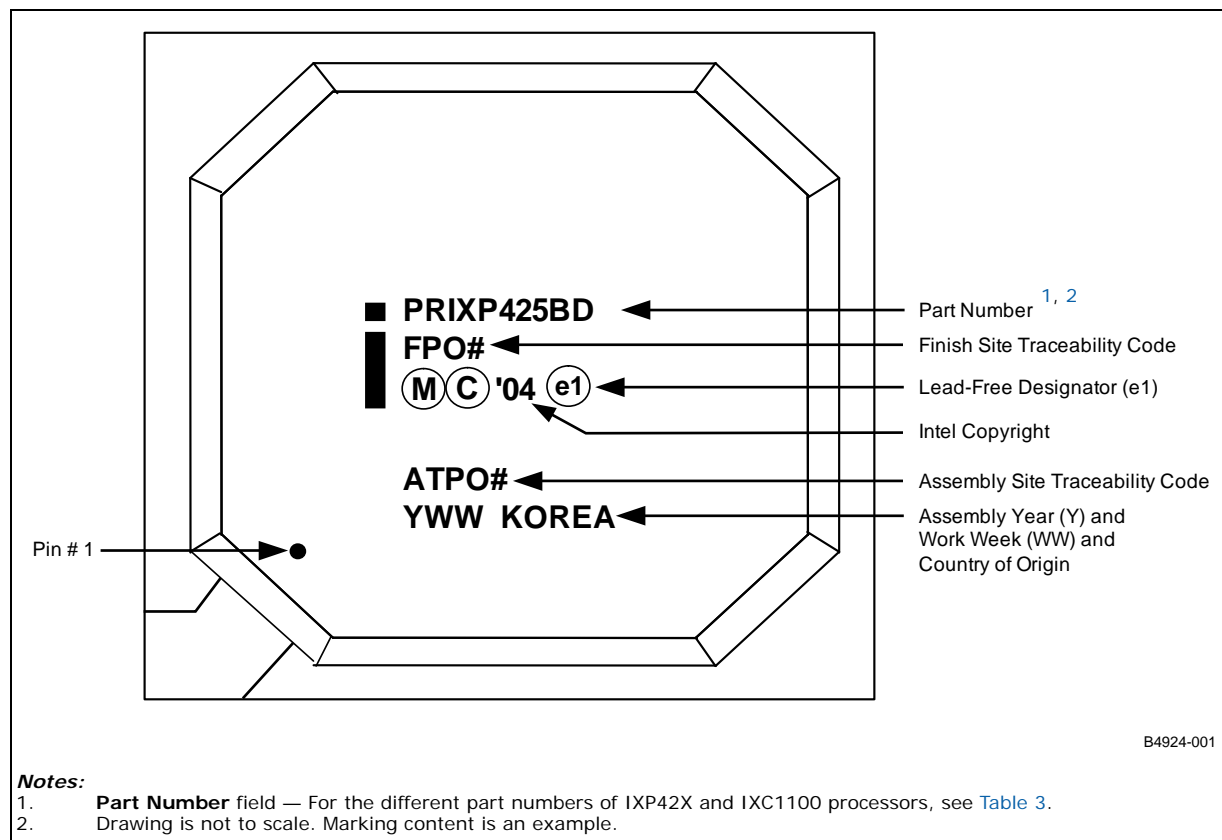 PRIXP425BD
Part Number 1, 2
FPO#
Finish Site Traceability Code
M C '04 e1
Lead-Free Designator (e1)
Intel Copyright
ATPO#
Assembly Site Traceability Code
YWW KOREA
Assembly Year (Y) and
Work Week (WW) and
Country of Origin
Pin # 1
B4924-001
Notes:
1. Part Number field — For the different part numbers of IXP42X and IXC1100 processors, see Table 3.
2. Drawing is not to scale. Marking content is an example.